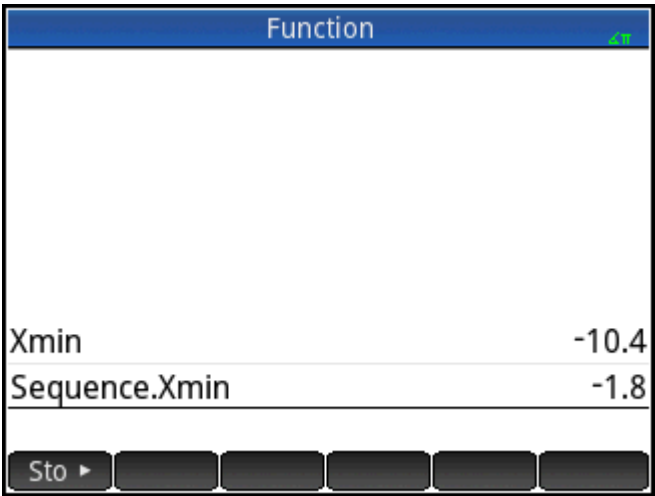 Function
∡π
Xmin -10.4
Sequence.Xmin -1.8
Sto ►